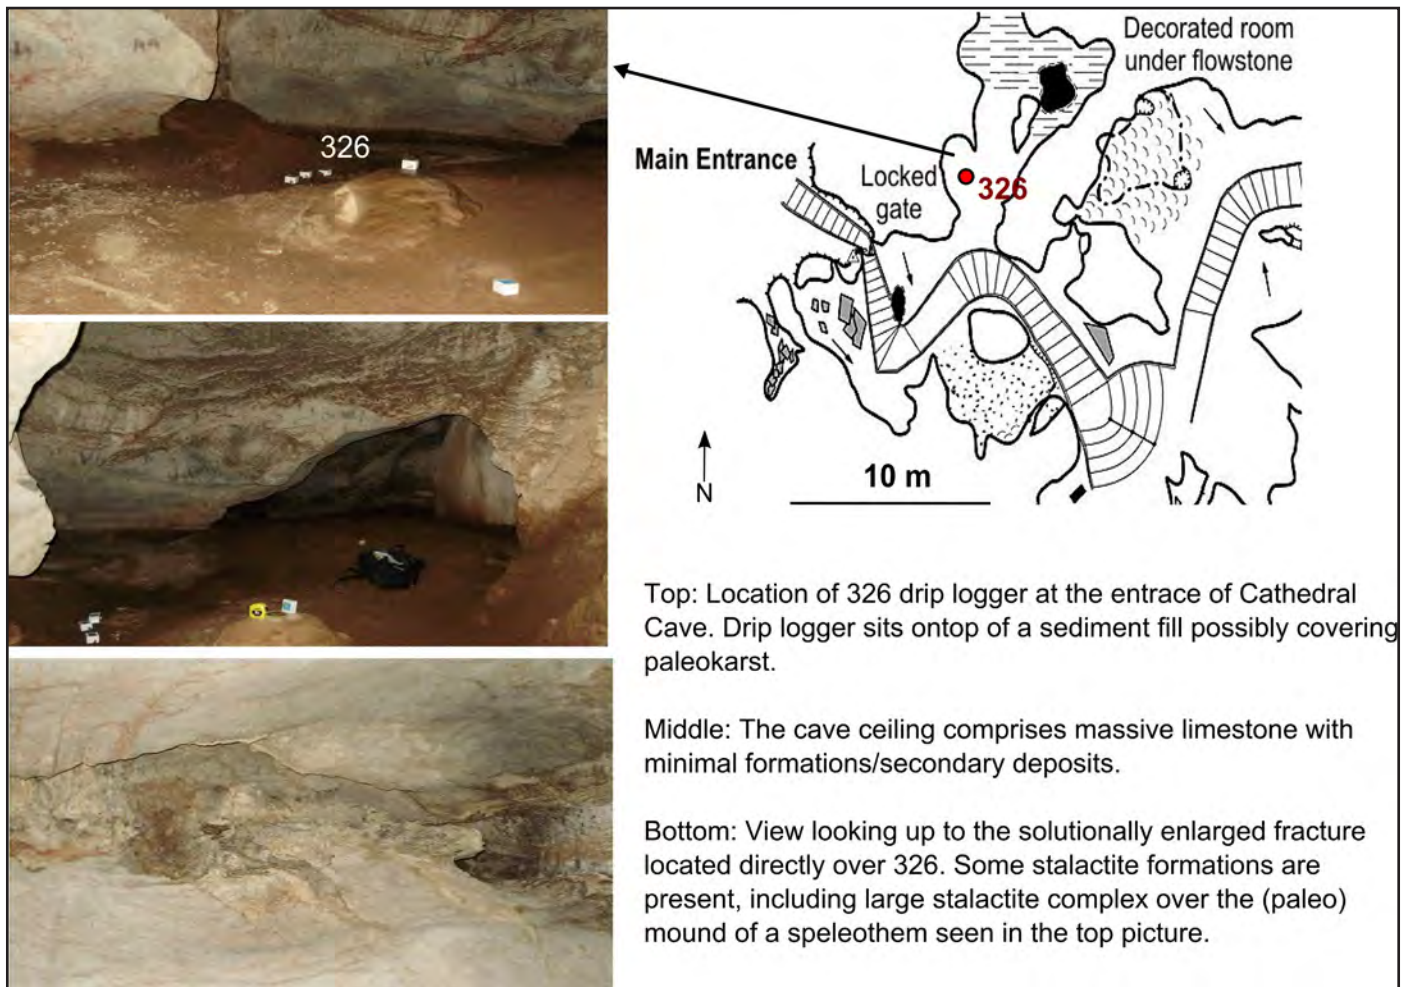 326
Decorated room
under flowstone
Main Entrance
Locked
gate
326
N
10 m
Top: Location of 326 drip logger at the entrace of Cathedral
Cave. Drip logger sits ontop of a sediment fill possibly covering
paleokarst.
Middle: The cave ceiling comprises massive limestone with
minimal formations/secondary deposits.
Bottom: View looking up to the solutionally enlarged fracture
located directly over 326. Some stalactite formations are
present, including large stalactite complex over the (paleo)
mound of a speleothem seen in the top picture.